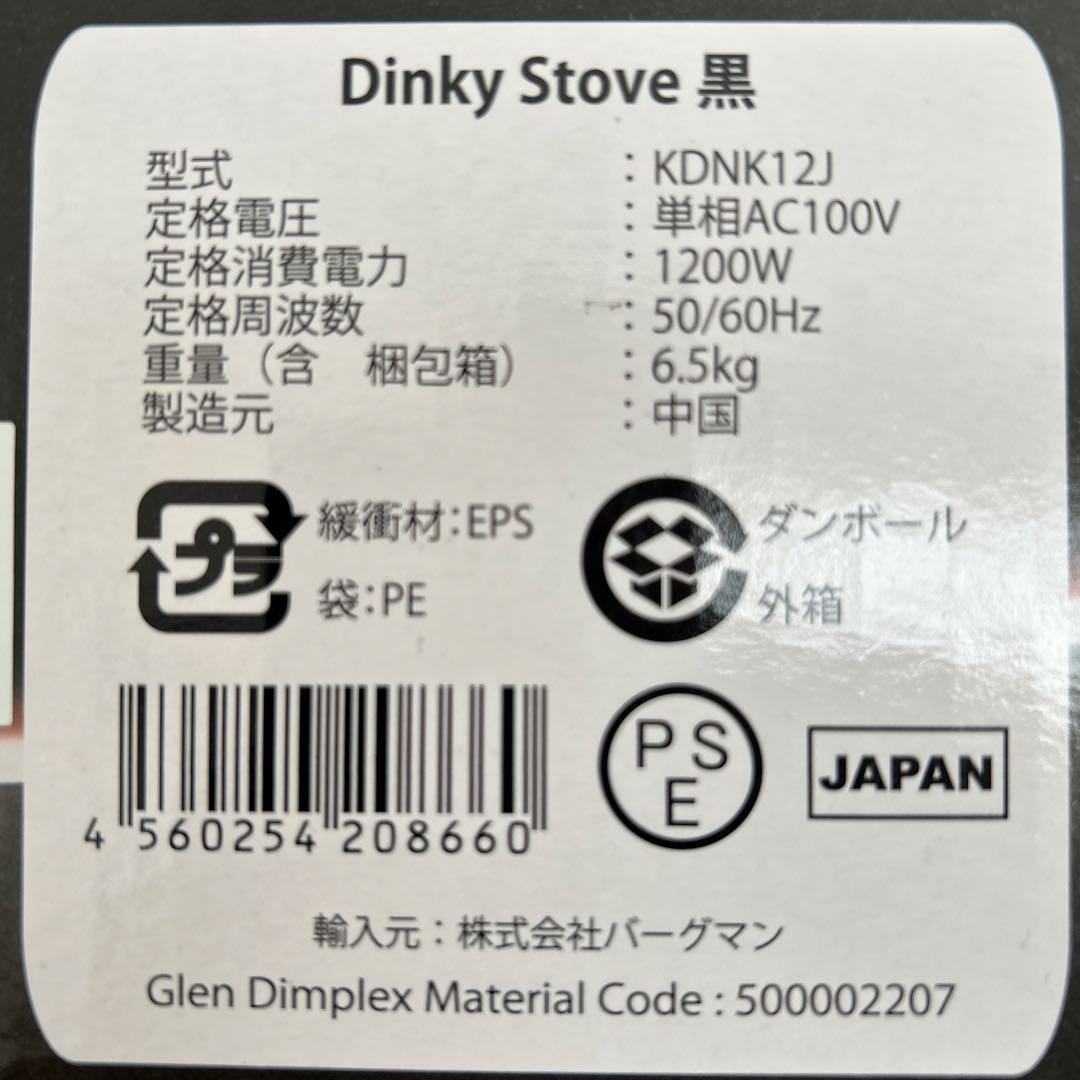 Dinky Stove 黒
型式 : KDNK12J
定格電圧 : 単相AC100V
定格消費電力 : 1200W
定格周波数 : 50/60Hz
重量（含　梱包箱） : 6.5kg
製造元 : 中国
プラ 緩衝材:EPS
袋:PE
ダンボール
外箱
4 560254 208660
PSE
JAPAN
輸入元：株式会社バーグマン
Glen Dimplex Material Code : 500002207